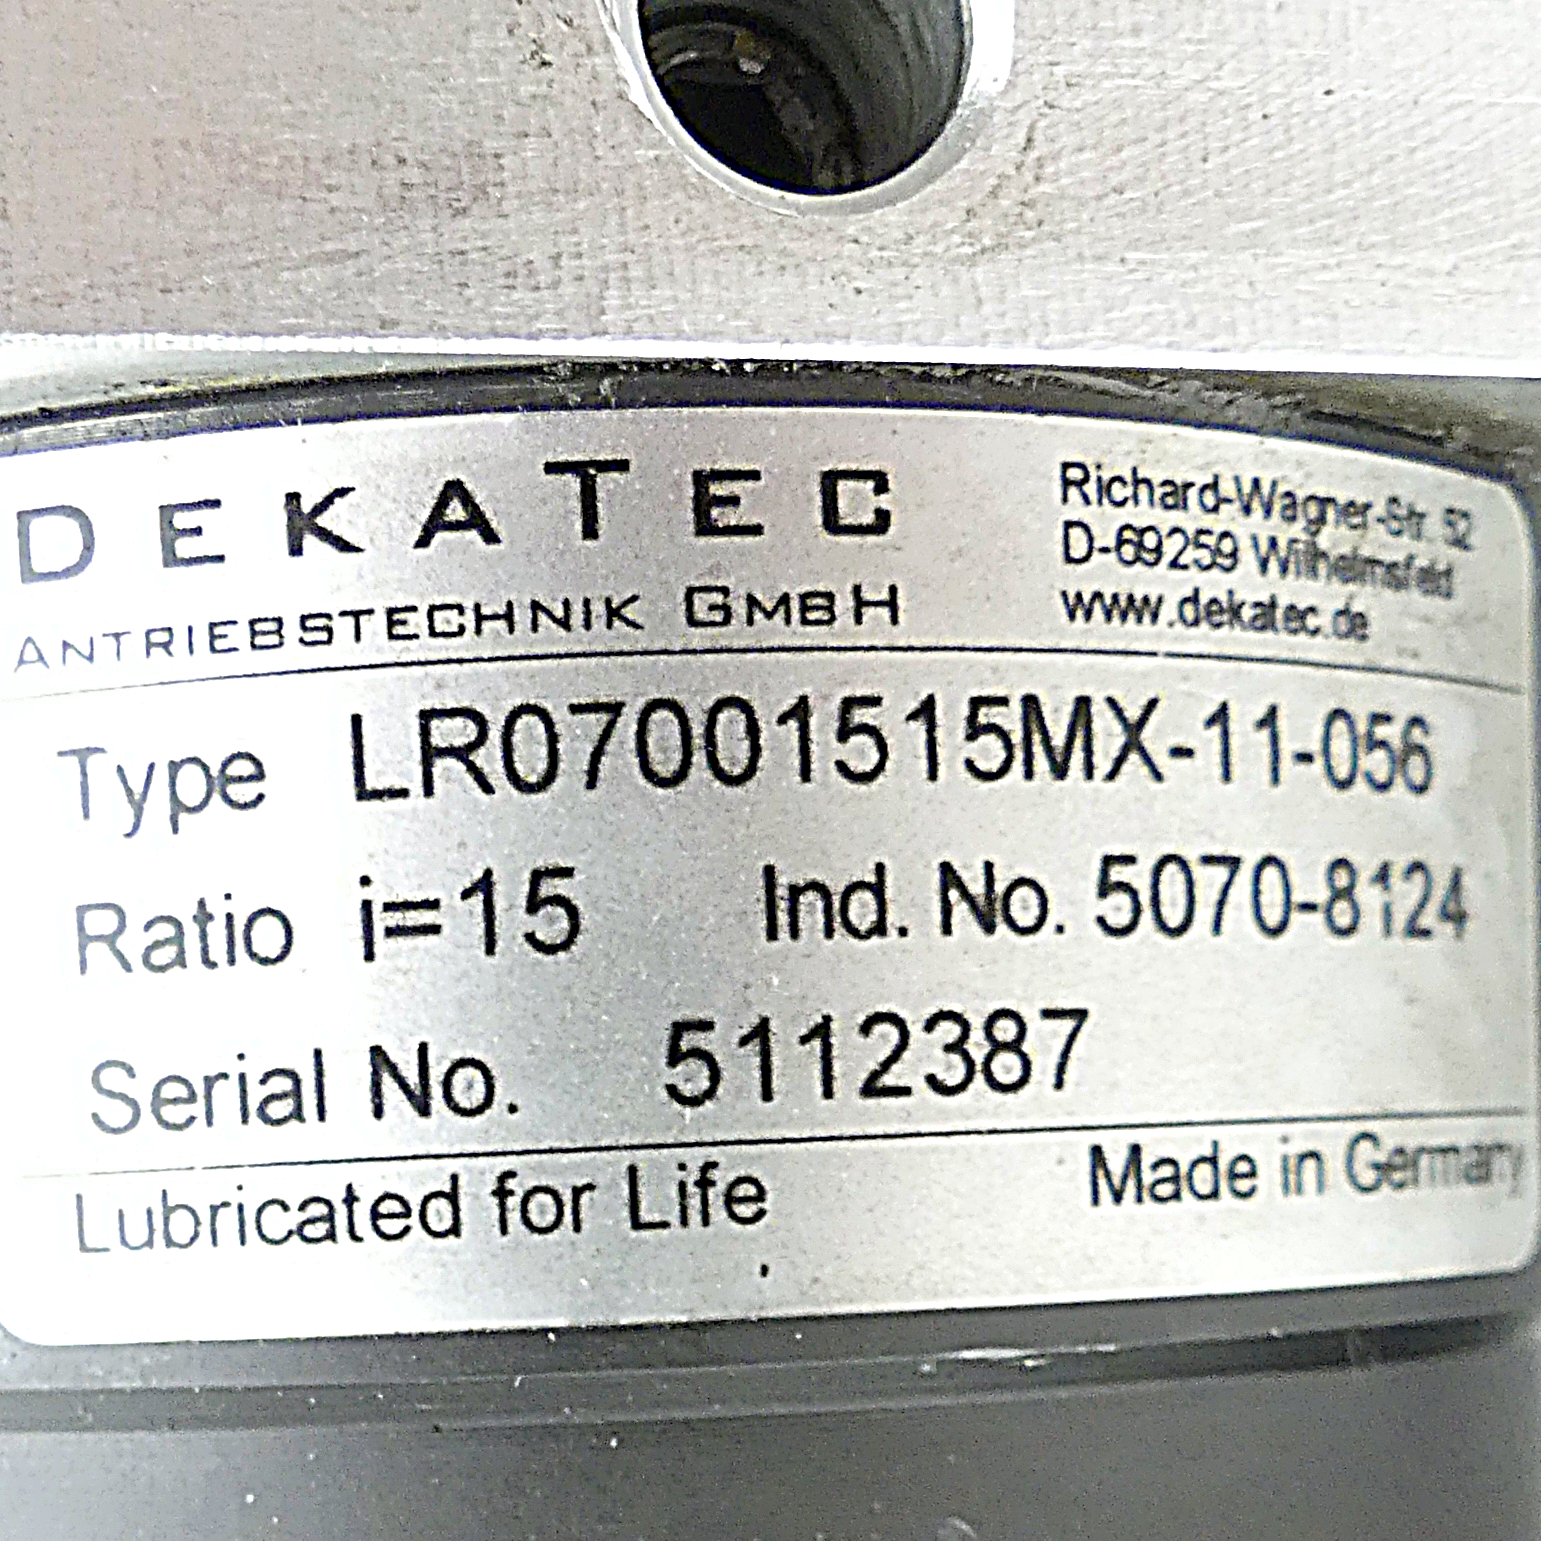 DEKATEC
ANTRIEBSTECHNIK GMBH
Richard-Wagner-Str. 52
D-69259 Wilhelmsfeld
www.dekatec.de
Type LR07001515MX-11-056
Ratio i=15 Ind. No. 5070-8124
Serial No. 5112387
Lubricated for Life Made in Germany